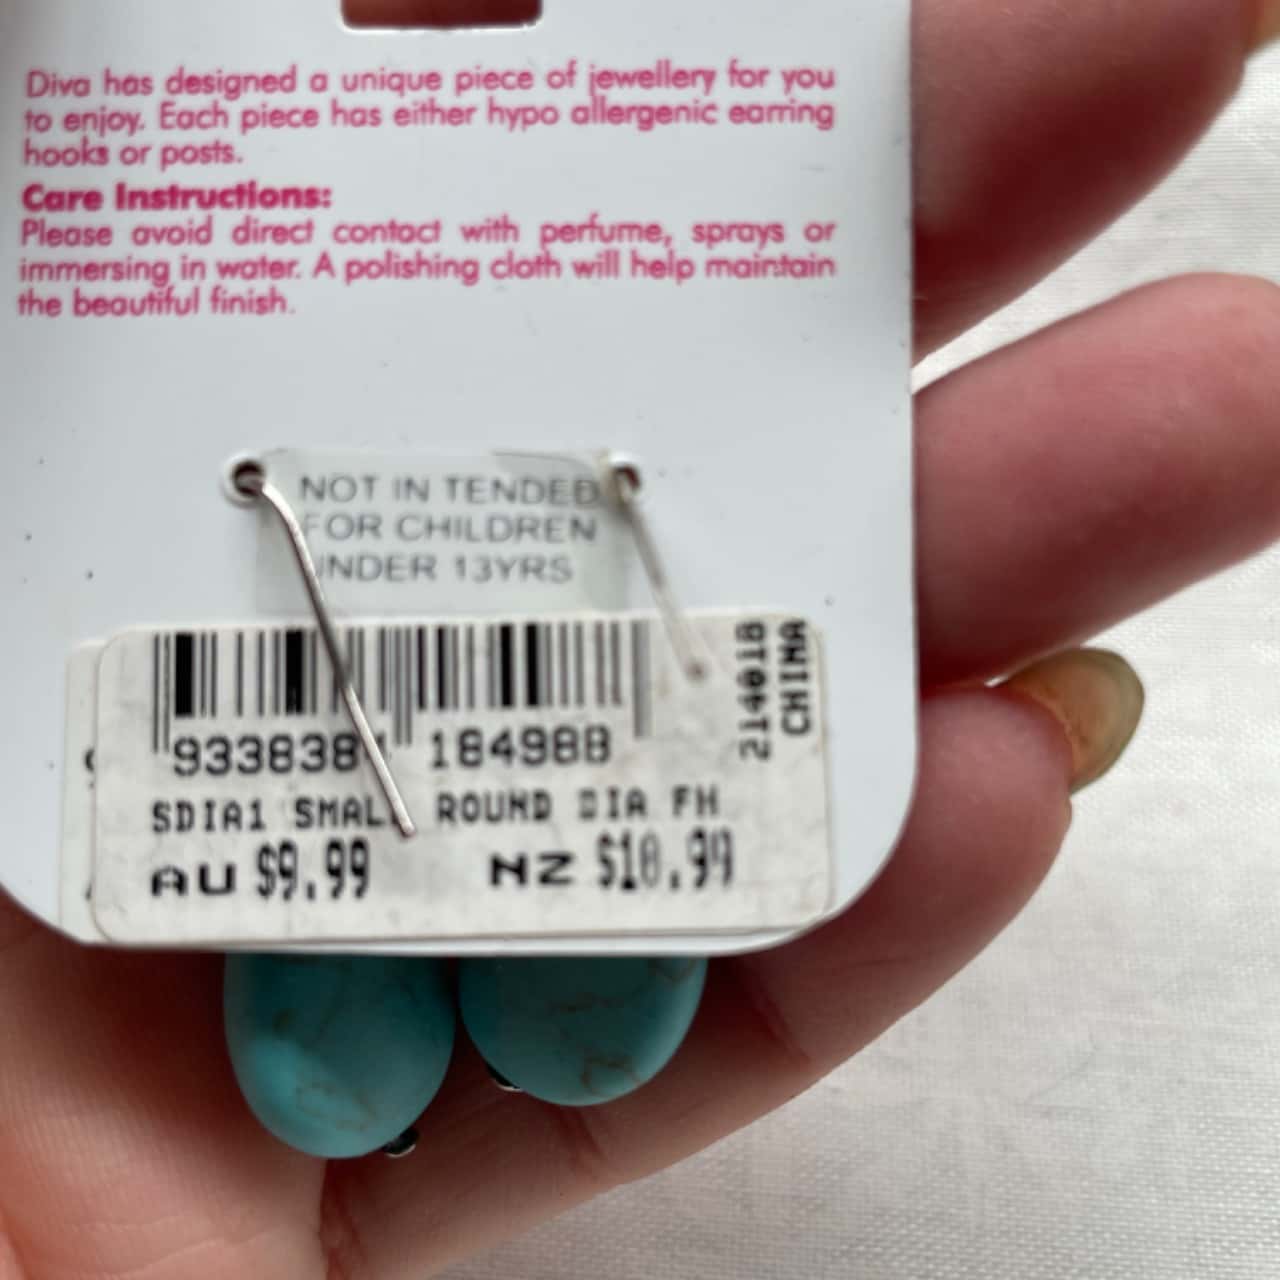 Diva has designed a unique piece of jewellery for you
to enjoy. Each piece has either hypo allergenic earring
hooks or posts.
Care Instructions:
Please avoid direct contact with perfume, sprays or
immersing in water. A polishing cloth will help maintain
the beautiful finish.
NOT IN TENDED
FOR CHILDREN
UNDER 13YRS
933838 184988
SDIA1 SMALL ROUND DIA FH
AU $9.99 NZ $10.99
214018
CHINA